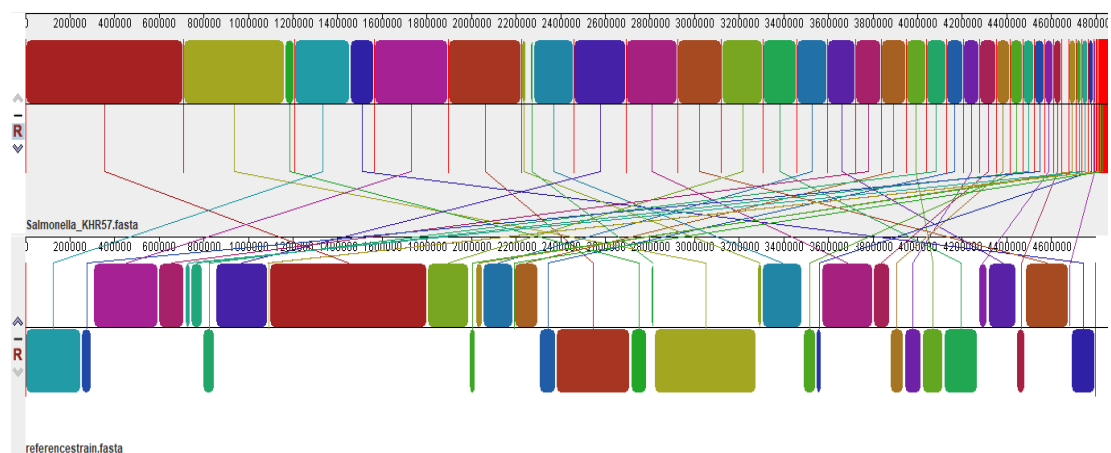 0 200000 400000 600000 800000 1000000 1200000 1400000 1600000 1800000 2000000 2200000 2400000 2600000 2800000 3000000 3200000 3400000 3600000 3800000 4000000 4200000 4400000 4600000 4800000
R
Salmonella_KHR57.fasta
200000 400000 600000 800000 1000000 1200000 1400000 1600000 1800000 2000000 2200000 2400000 2600000 2800000 3000000 3200000 3400000 3600000 3800000 4000000 4200000 4400000 4600000
R
referencestrain.fasta